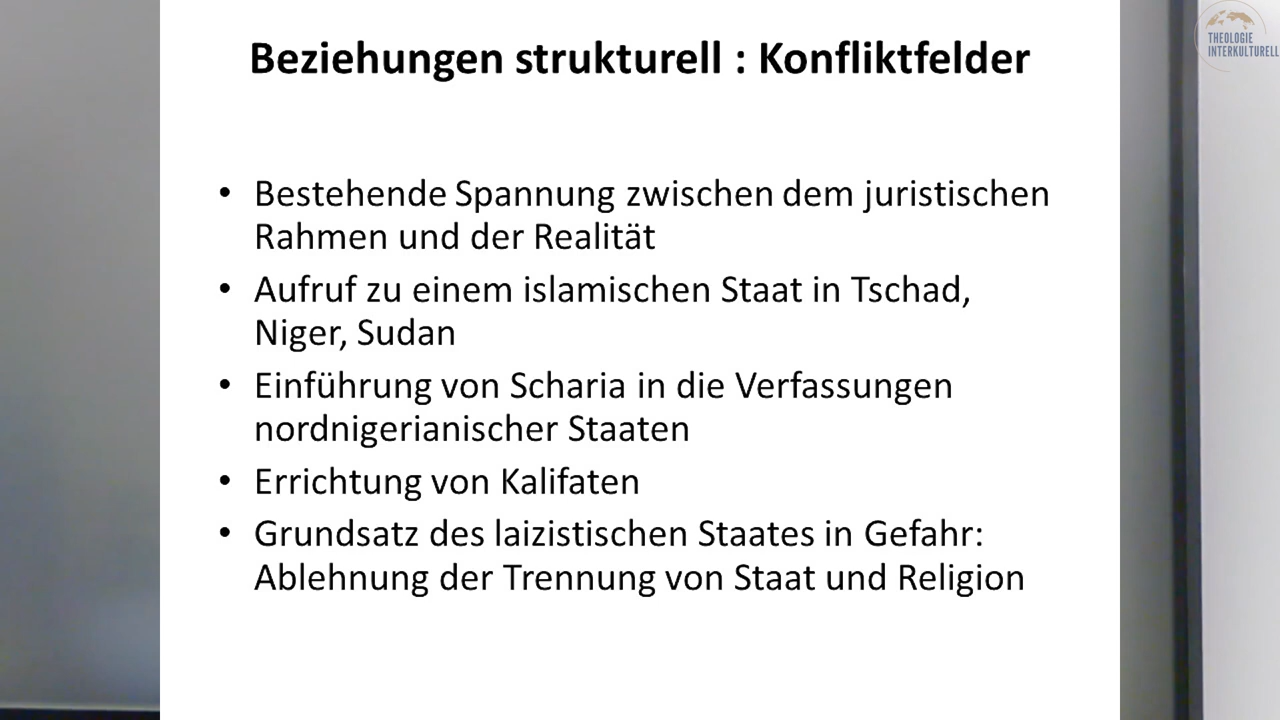 Beziehungen strukturell : Konfliktfelder
THEOLOGIE
INTERKULTURELL
• Bestehende Spannung zwischen dem juristischen
Rahmen und der Realität
• Aufruf zu einem islamischen Staat in Tschad,
Niger, Sudan
• Einführung von Scharia in die Verfassungen
nordnigerianischer Staaten
• Errichtung von Kalifaten
• Grundsatz des laizistischen Staates in Gefahr:
Ablehnung der Trennung von Staat und Religion